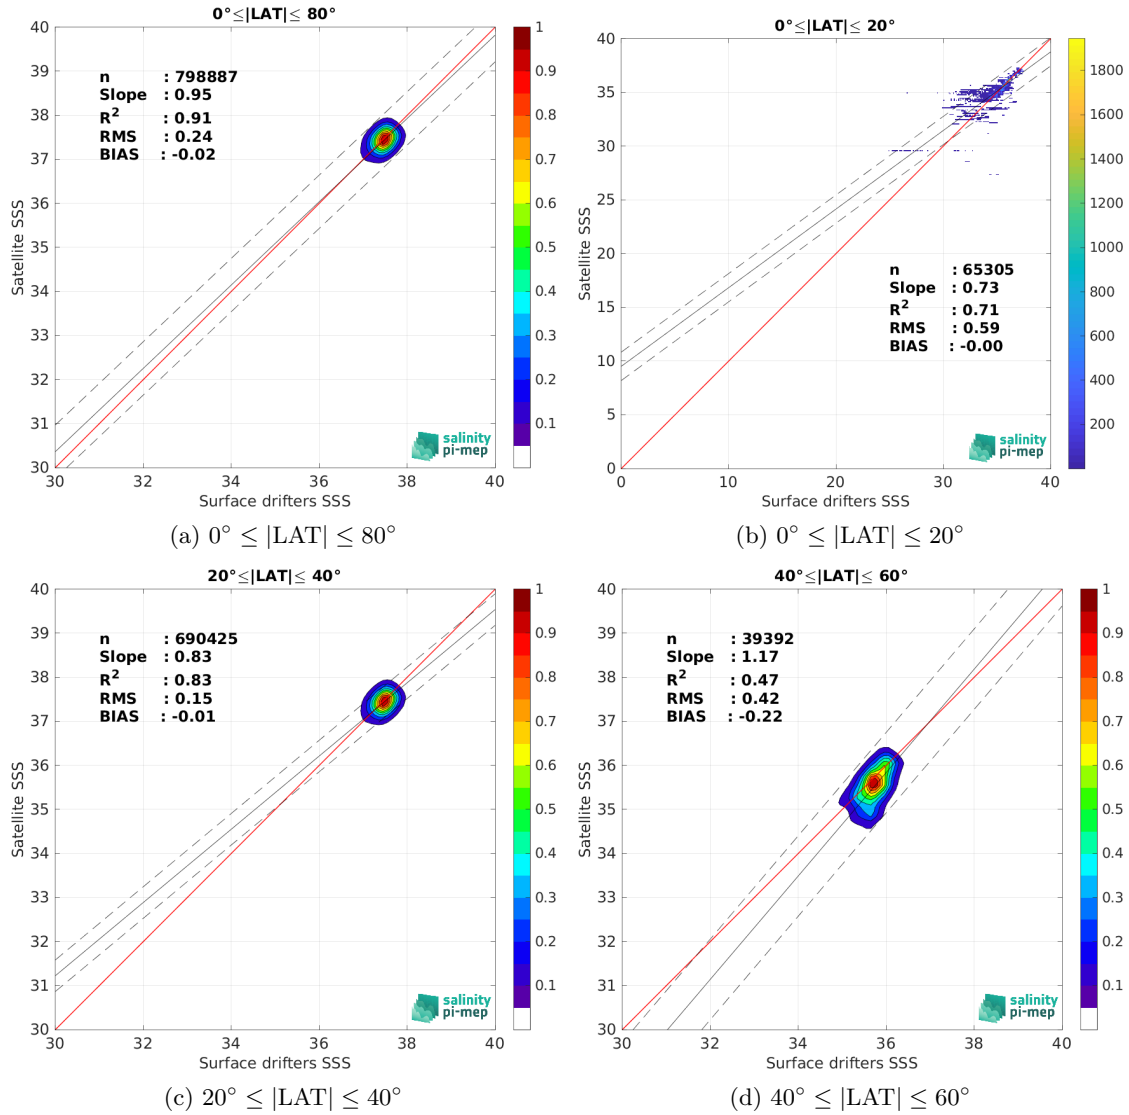 0°≤|LAT|≤ 80°
40
39
38
37
36
35
34
33
32
31
30
Satellite SSS
n : 798887
Slope : 0.95
R² : 0.91
RMS : 0.24
BIAS : -0.02
salinity
pi-mep
30 32 34 36 38 40
Surface drifters SSS
1
0.9
0.8
0.7
0.6
0.5
0.4
0.3
0.2
0.1
(a) 0° ≤ |LAT| ≤ 80°
0°≤|LAT|≤ 20°
40
35
30
25
20
15
10
5
0
Satellite SSS
n : 65305
Slope : 0.73
R² : 0.71
RMS : 0.59
BIAS : -0.00
salinity
pi-mep
0 10 20 30 40
Surface drifters SSS
1800
1600
1400
1200
1000
800
600
400
200
(b) 0° ≤ |LAT| ≤ 20°
20°≤|LAT|≤ 40°
40
39
38
37
36
35
34
33
32
31
30
Satellite SSS
n : 690425
Slope : 0.83
R² : 0.83
RMS : 0.15
BIAS : -0.01
salinity
pi-mep
30 32 34 36 38 40
Surface drifters SSS
1
0.9
0.8
0.7
0.6
0.5
0.4
0.3
0.2
0.1
(c) 20° ≤ |LAT| ≤ 40°
40°≤|LAT|≤ 60°
40
39
38
37
36
35
34
33
32
31
30
Satellite SSS
n : 39392
Slope : 1.17
R² : 0.47
RMS : 0.42
BIAS : -0.22
salinity
pi-mep
30 32 34 36 38 40
Surface drifters SSS
1
0.9
0.8
0.7
0.6
0.5
0.4
0.3
0.2
0.1
(d) 40° ≤ |LAT| ≤ 60°